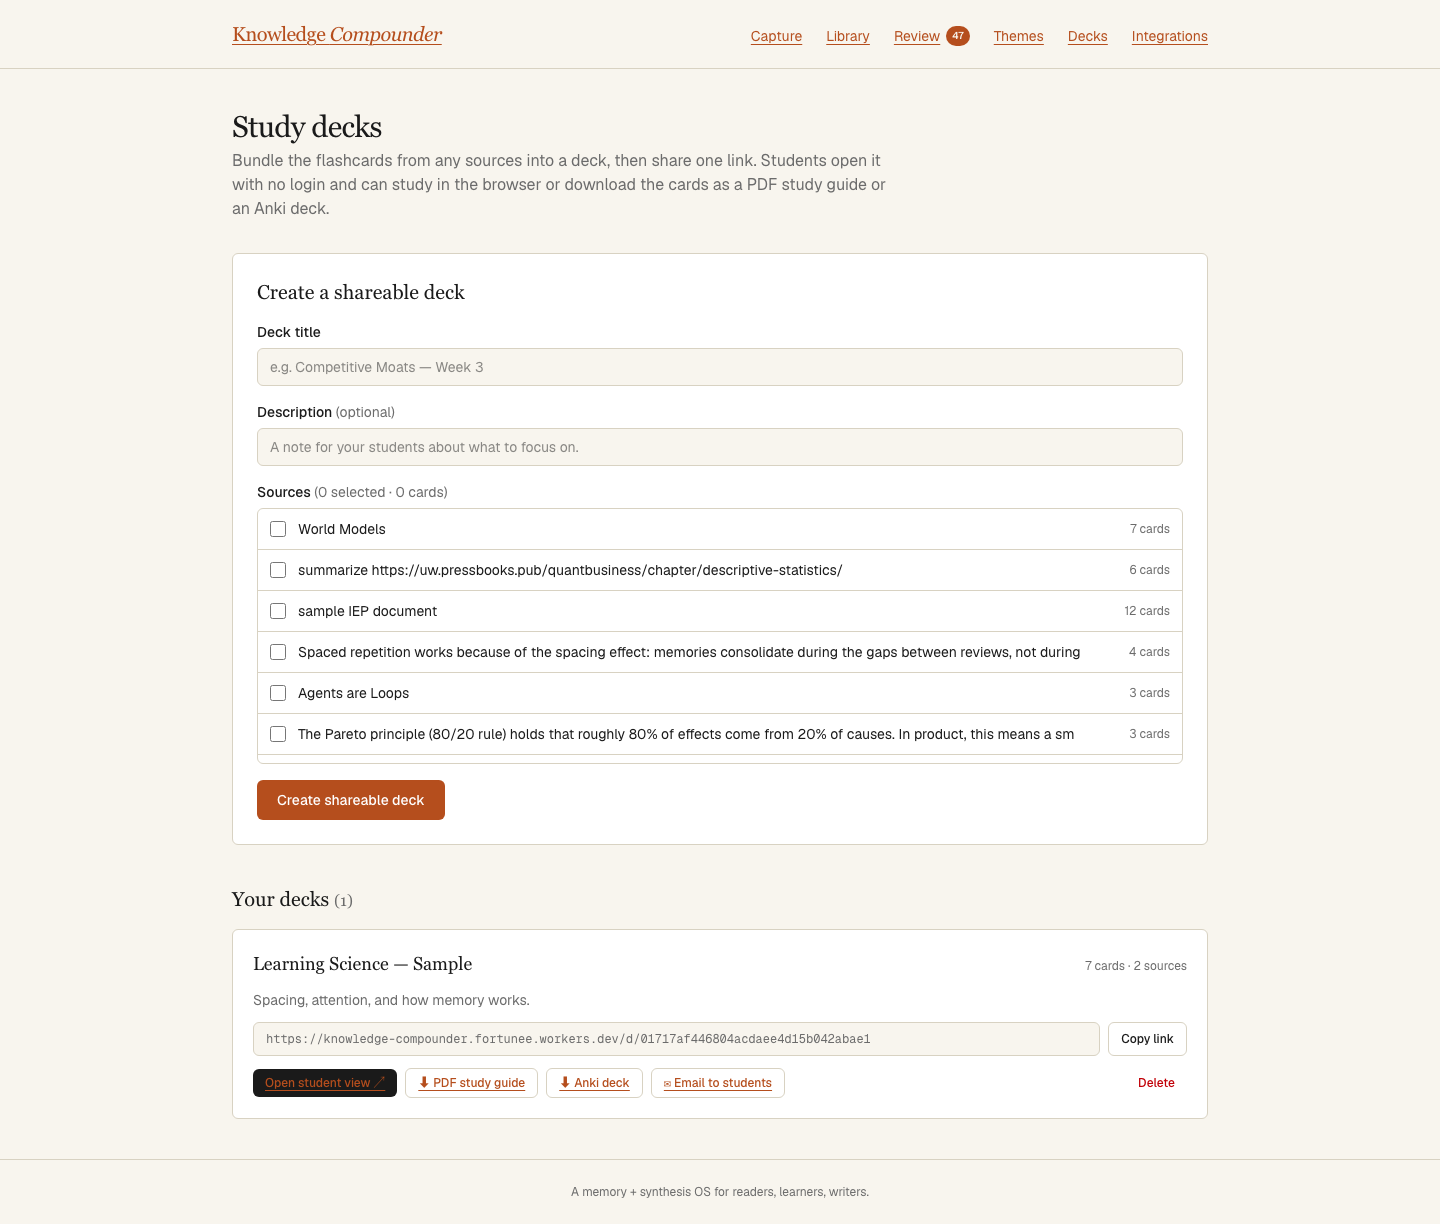 Knowledge Compounder
Capture Library Review 47 Themes Decks Integrations
Study decks
Bundle the flashcards from any sources into a deck, then share one link. Students open it
with no login and can study in the browser or download the cards as a PDF study guide or
an Anki deck.
Create a shareable deck
Deck title
e.g. Competitive Moats — Week 3
Description (optional)
A note for your students about what to focus on.
Sources (0 selected · 0 cards)
World Models 7 cards
summarize https://uw.pressbooks.pub/quantbusiness/chapter/descriptive-statistics/ 6 cards
sample IEP document 12 cards
Spaced repetition works because of the spacing effect: memories consolidate during the gaps between reviews, not during 4 cards
Agents are Loops 3 cards
The Pareto principle (80/20 rule) holds that roughly 80% of effects come from 20% of causes. In product, this means a sm 3 cards
Create shareable deck
Your decks (1)
Learning Science — Sample 7 cards · 2 sources
Spacing, attention, and how memory works.
https://knowledge-compounder.fortunee.workers.dev/d/01717af446804acdaee4d15b042abae1 Copy link
Open student view ↗ ⬇ PDF study guide ⬇ Anki deck ✉ Email to students Delete
A memory + synthesis OS for readers, learners, writers.